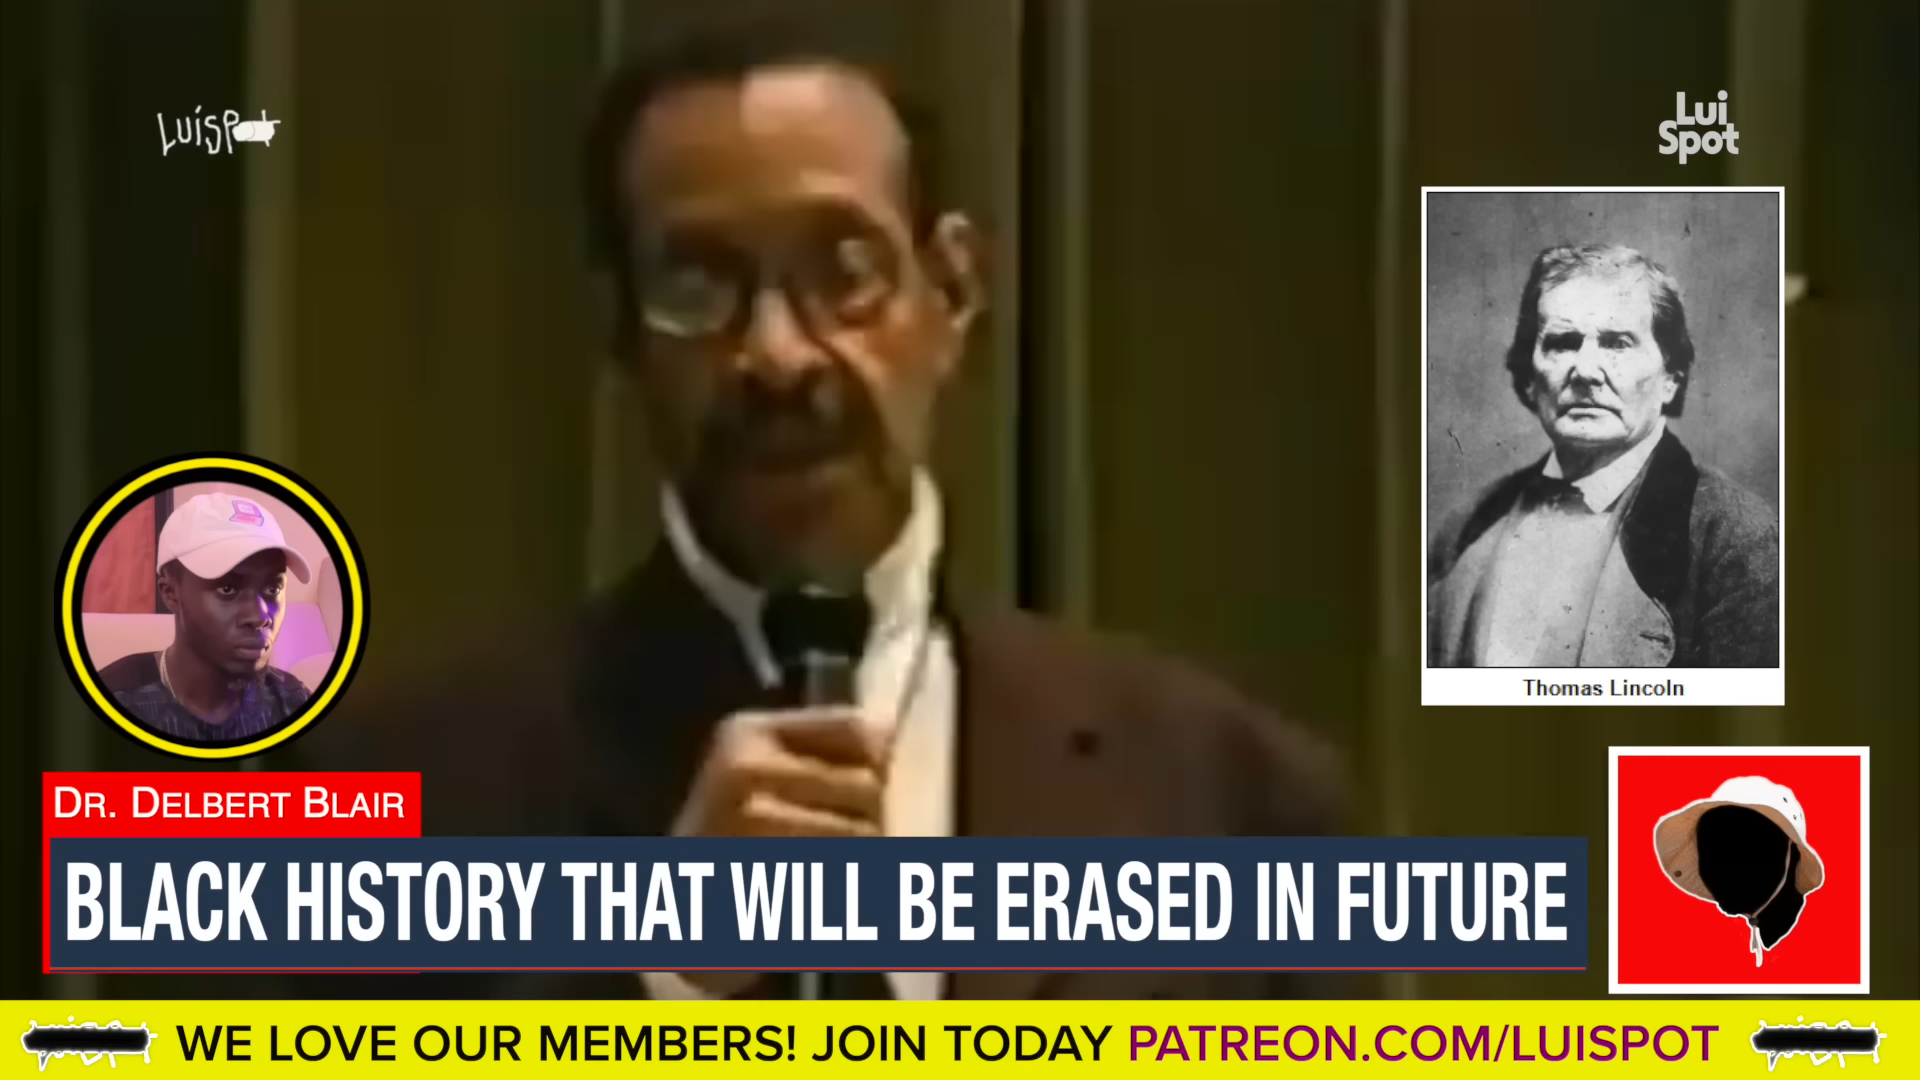 LUISP
Lui
Spot
Thomas Lincoln
DR. DELBERT BLAIR
BLACK HISTORY THAT WILL BE ERASED IN FUTURE
WE LOVE OUR MEMBERS! JOIN TODAY PATREON.COM/LUISPOT